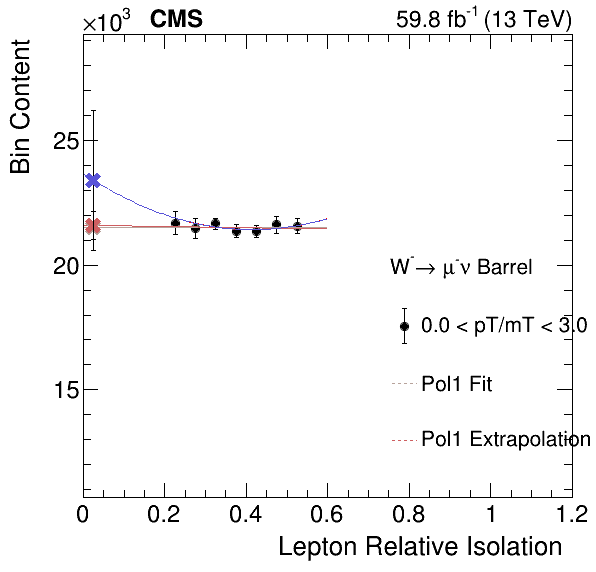 ×10³ CMS 59.8 fb⁻¹ (13 TeV)
Bin Content
25
20
15
W⁻→ μ⁻ν Barrel
0.0 < pT/mT < 3.0
Pol1 Fit
Pol1 Extrapolation
0 0.2 0.4 0.6 0.8 1 1.2
Lepton Relative Isolation